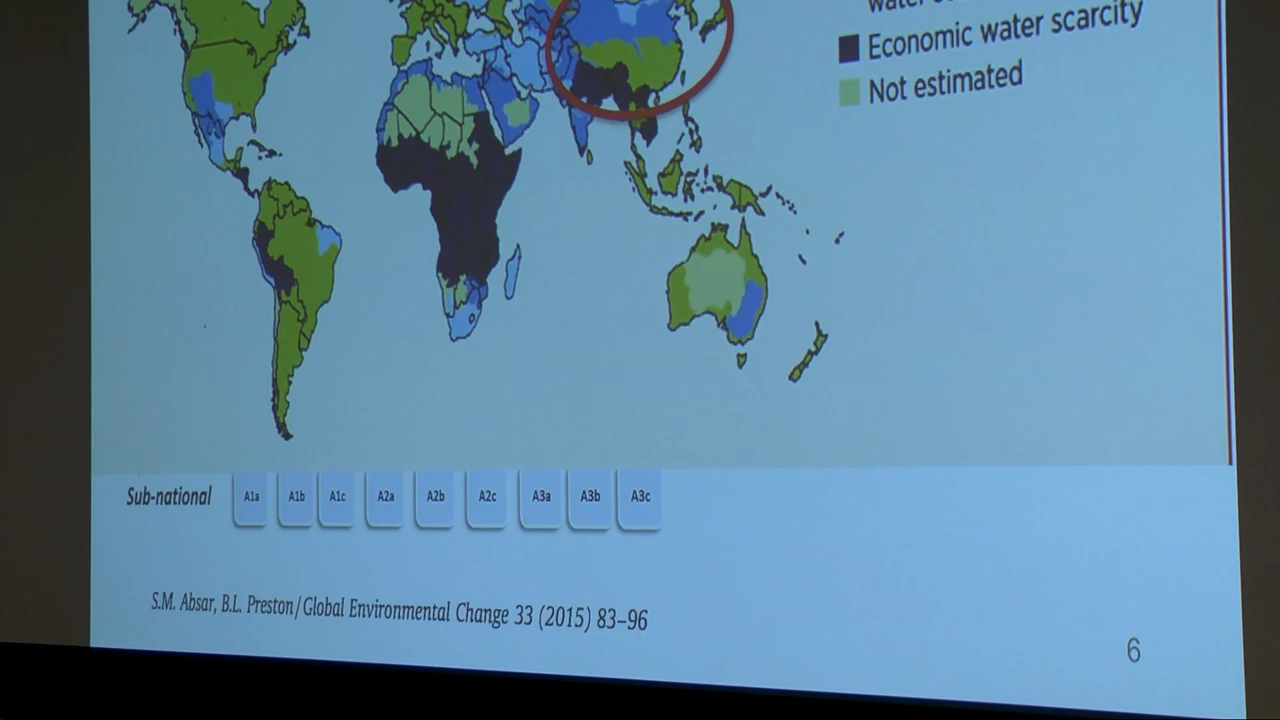 Economic water scarcity
Not estimated
Sub-national A1a A1b A1c A2a A2b A2c A3a A3b A3c
S.M. Absar, B.L. Preston / Global Environmental Change 33 (2015) 83–96
6